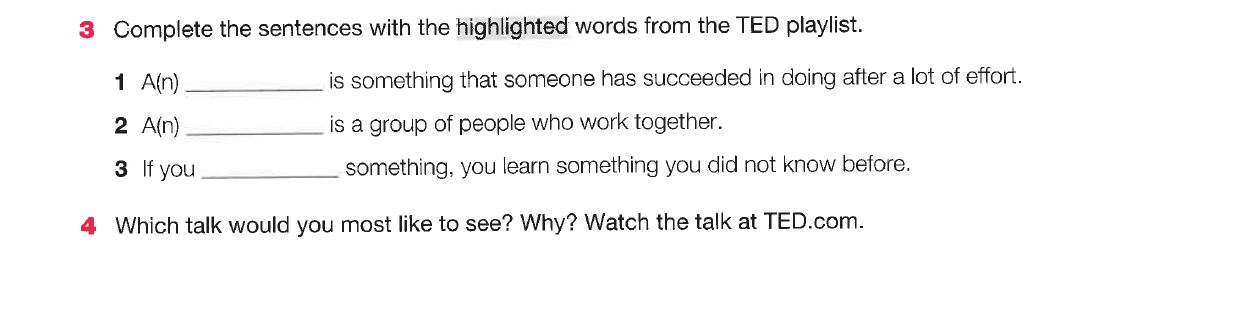 3 Complete the sentences with the highlighted words from the TED playlist.
1 A(n) ____________ is something that someone has succeeded in doing after a lot of effort.
2 A(n) ____________ is a group of people who work together.
3 If you ____________ something, you learn something you did not know before.
4 Which talk would you most like to see? Why? Watch the talk at TED.com.